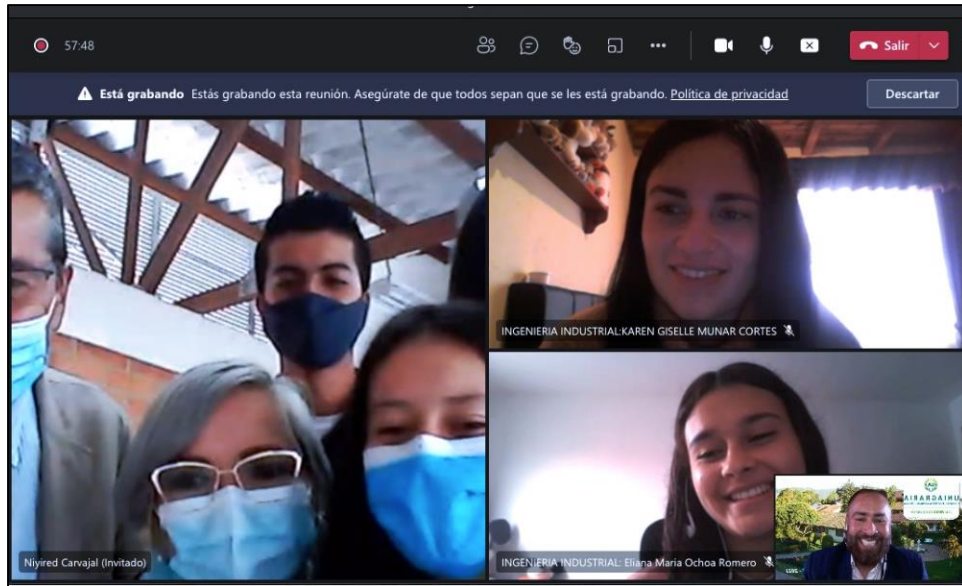 57:48
Salir
Está grabando Estás grabando esta reunión. Asegúrate de que todos sepan que se les está grabando. Política de privacidad
Descartar
INGENIERIA INDUSTRIAL:KAREN GISELLE MUNAR CORTES
Niyired Carvajal (Invitado)
INGENIERIA INDUSTRIAL: Eliana Maria Ochoa Romero